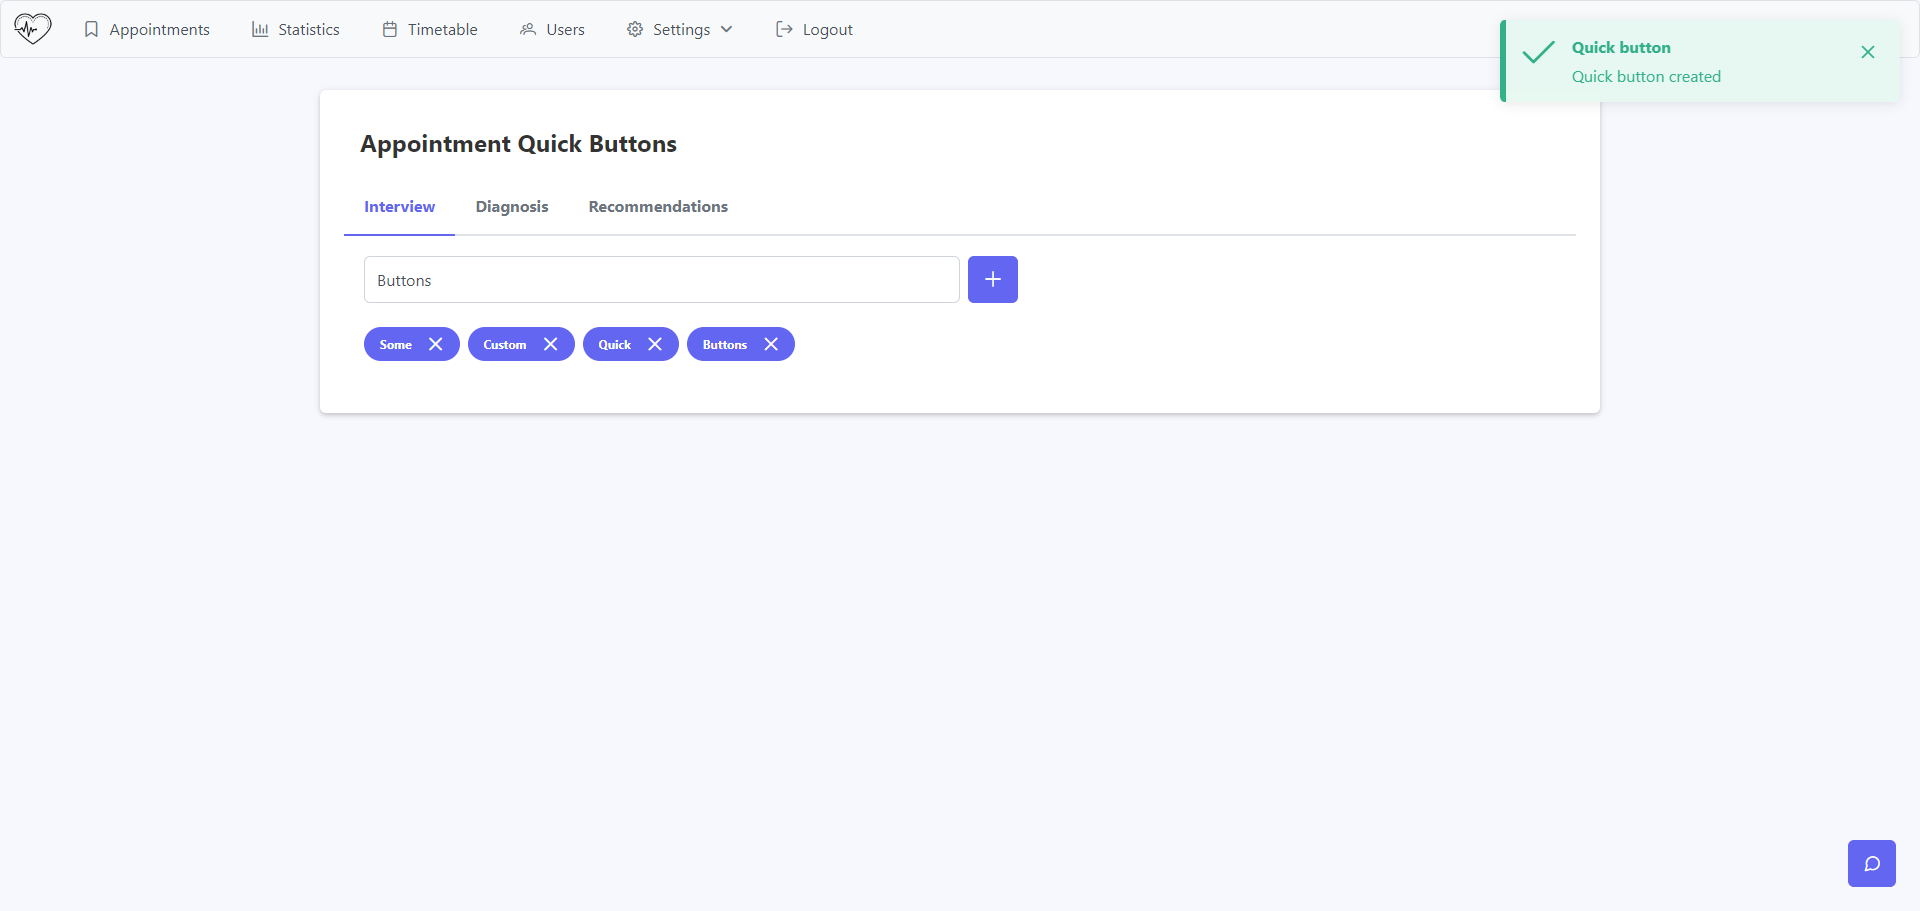 Appointments Statistics Timetable Users Settings Logout
Quick button
Quick button created
Appointment Quick Buttons
Interview Diagnosis Recommendations
Buttons
Some Custom Quick Buttons